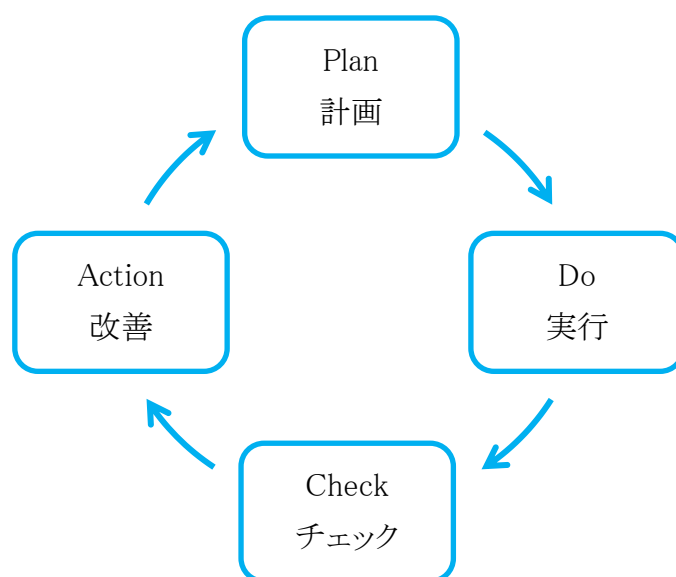 Plan
計画
Do
実行
Check
チェック
Action
改善